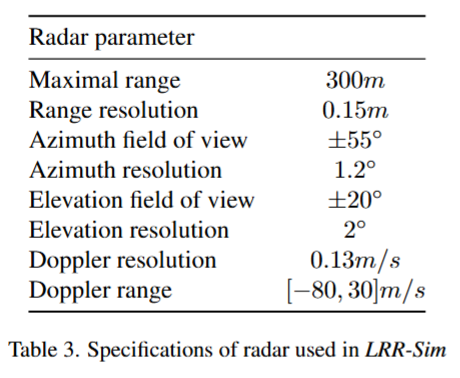 Radar parameter
Maximal range 300m
Range resolution 0.15m
Azimuth field of view ±55°
Azimuth resolution 1.2°
Elevation field of view ±20°
Elevation resolution 2°
Doppler resolution 0.13m/s
Doppler range [−80, 30]m/s
Table 3. Specifications of radar used in LRR-Sim